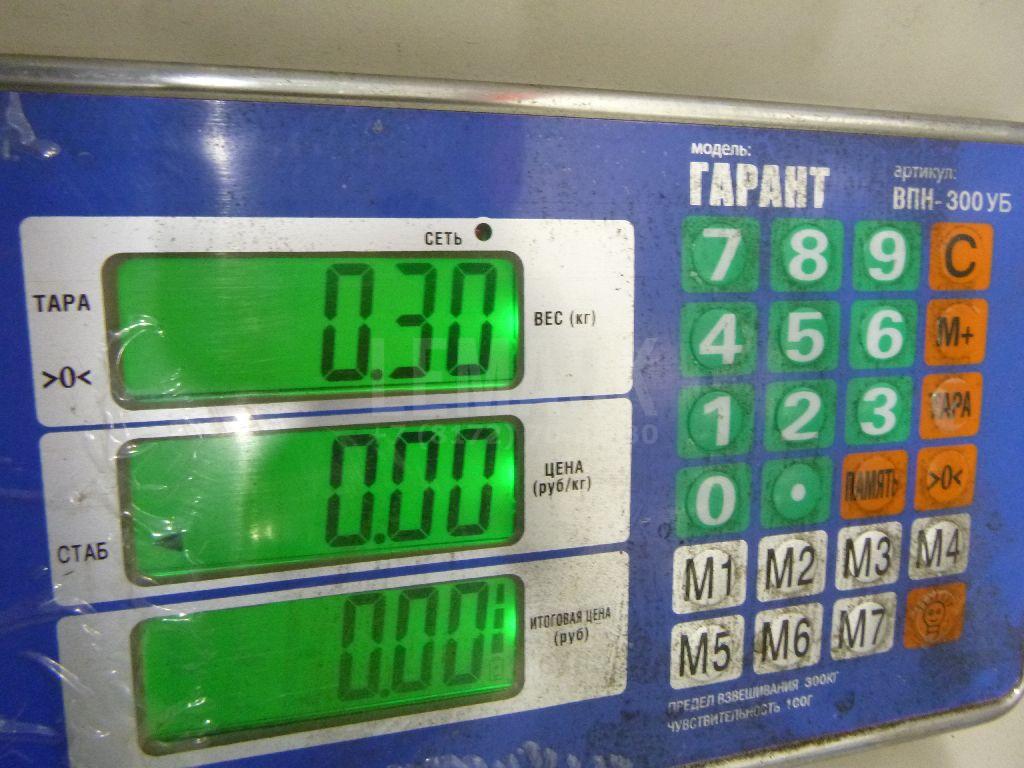 модель:
ГАРАНТ
артикул:
ВПН-300УБ
СЕТЬ
ТАРА
>0<
0.30
ВЕС (кг)
СТАБ
0.00
ЦЕНА
(руб/кг)
0.00
ИТОГОВАЯ ЦЕНА
(руб)
7 8 9 C
4 5 6 M+
1 2 3 ТАРА
0 . ПАМЯТЬ >0<
M1 M2 M3 M4
M5 M6 M7
ПРЕДЕЛ ВЗВЕШИВАНИЯ 300КГ
ЧУВСТВИТЕЛЬНОСТЬ 100Г